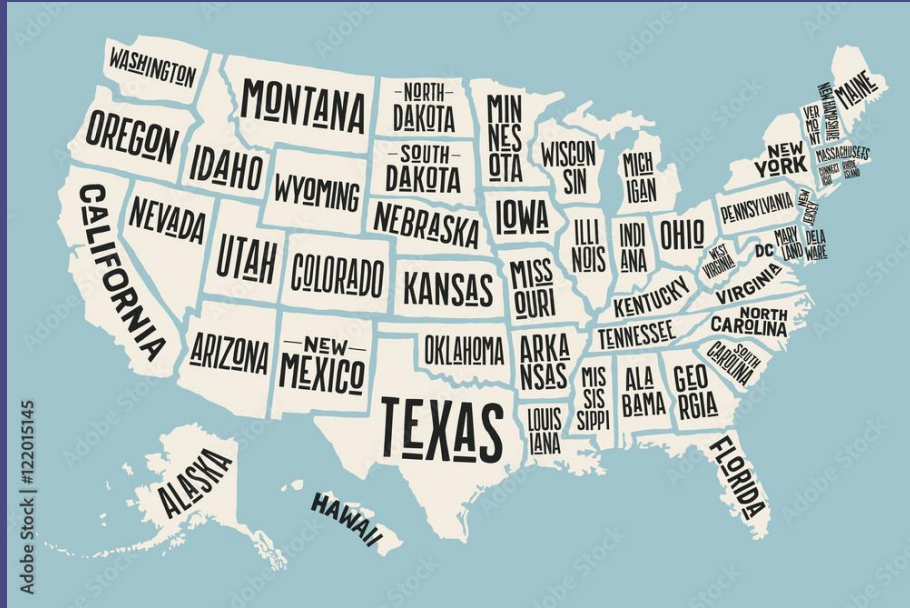 WASHINGTON
MONTANA
-NORTH-
DAKOTA
MIN
NES
OTA
MAINE
VER
MO
NT
NEW HAMPSHIRE
OREGON
IDAHO
WYOMING
-SOUTH-
DAKOTA
WISCON
SIN
MICH
IGAN
NEW
YORK
MASSACHUSETS
CONNECT
ICUT
RHODE
ISLAND
CALIFORNIA
NEVADA
UTAH
COLORADO
NEBRASKA
IOWA
ILLI
NOIS
INDI
ANA
OHIO
PENNSYLVANIA
NEW
JERSEY
WEST
VIRGINIA
DC
MARY
LAND
DELA
WARE
KANSAS
MISS
OURI
KENTUCKY
VIRGINIA
ARIZONA
—NEW—
MEXICO
OKLAHOMA
ARKA
NSAS
TENNESSEE
NORTH
CAROLINA
SOUTH
CAROLINA
TEXAS
LOUIS
IANA
MIS
SIS
SIPPI
ALA
BAMA
GEO
RGIA
FLORIDA
ALASKA
HAWAII
Adobe Stock | #122015145